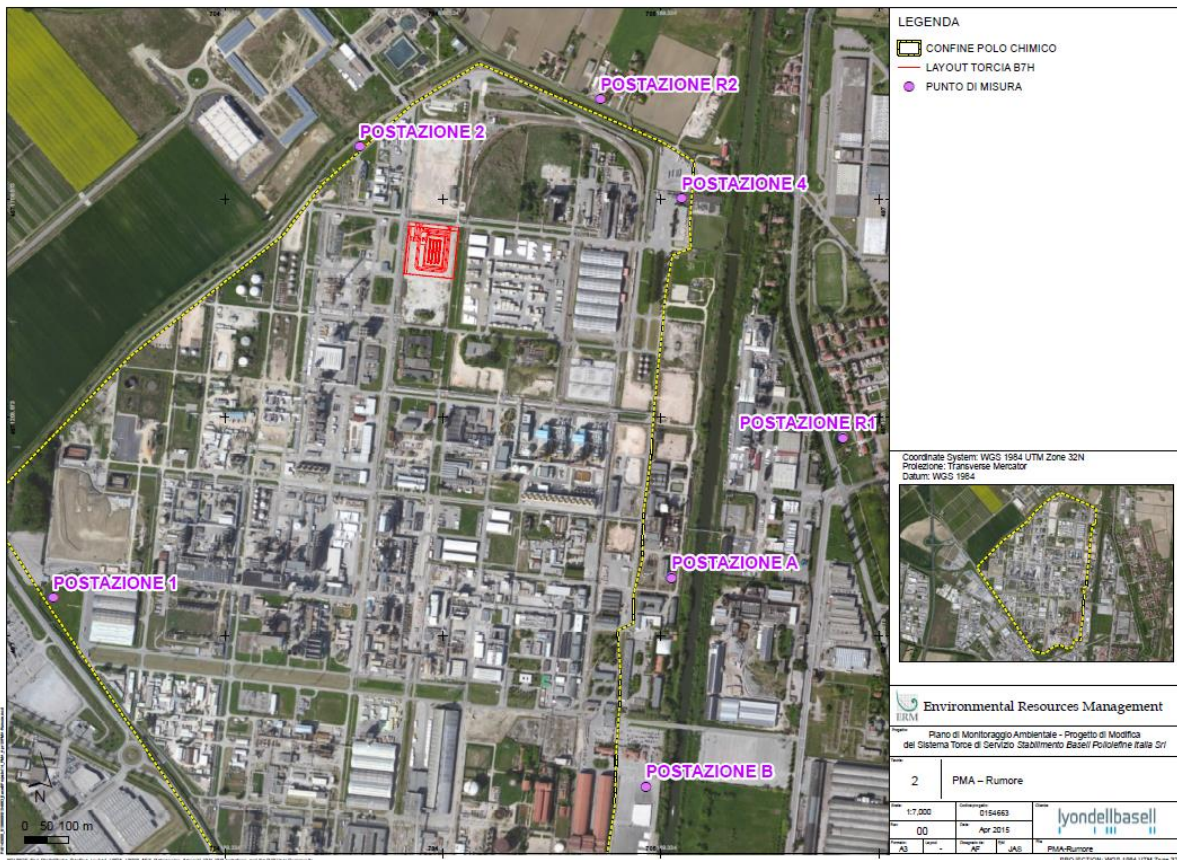 POSTAZIONE R2
POSTAZIONE 2
POSTAZIONE 4
POSTAZIONE R1
POSTAZIONE A
POSTAZIONE 1
POSTAZIONE B
N
0 50 100 m
LEGENDA
CONFINE POLO CHIMICO
LAYOUT TORCIA B7H
PUNTO DI MISURA
Coordinate System: WGS 1984 UTM Zone 32N
Proiezione: Transverse Mercator
Datum: WGS 1984
ERM
Environmental Resources Management
Piano di Monitoraggio Ambientale - Progetto di Modifica
del Sistema Torce di Servizio Stabilimento Basell Poliolefine Italia Srl
2 PMA – Rumore
1:7,000 0154663
lyondellbasell
00 Apr 2015
A3 - AF JAS PMA-Rumore